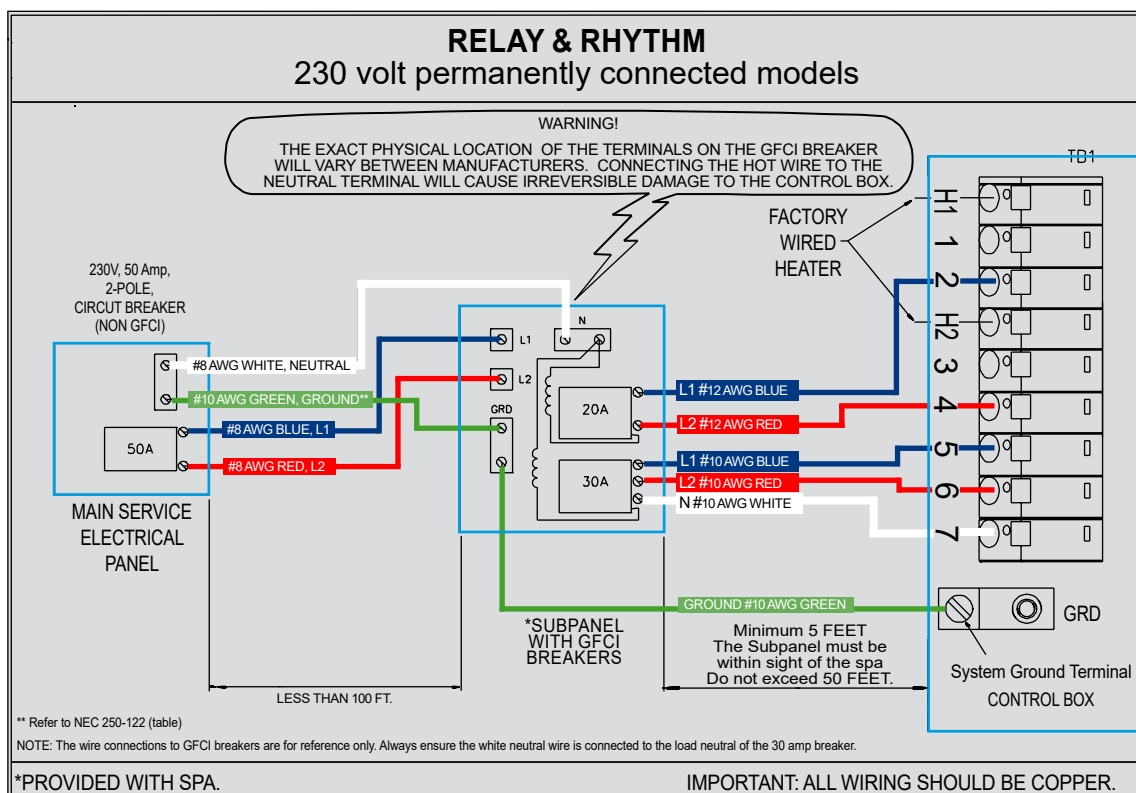 RELAY & RHYTHM
230 volt permanently connected models
WARNING!
THE EXACT PHYSICAL LOCATION OF THE TERMINALS ON THE GFCI BREAKER
WILL VARY BETWEEN MANUFACTURERS. CONNECTING THE HOT WIRE TO THE
NEUTRAL TERMINAL WILL CAUSE IRREVERSIBLE DAMAGE TO THE CONTROL BOX.
TB1
H1
1
2
H2
3
4
5
6
7
FACTORY
WIRED
HEATER
230V, 50 Amp,
2-POLE,
CIRCUT BREAKER
(NON GFCI)
#8 AWG WHITE, NEUTRAL
#10 AWG GREEN, GROUND**
#8 AWG BLUE, L1
#8 AWG RED, L2
50A
MAIN SERVICE
ELECTRICAL
PANEL
L1
L2
GRD
N
20A
30A
L1 #12 AWG BLUE
L2 #12 AWG RED
L1 #10 AWG BLUE
L2 #10 AWG RED
N #10 AWG WHITE
GROUND #10 AWG GREEN
GRD
*SUBPANEL
WITH GFCI
BREAKERS
Minimum 5 FEET
The Subpanel must be
within sight of the spa
Do not exceed 50 FEET.
System Ground Terminal
CONTROL BOX
LESS THAN 100 FT.
** Refer to NEC 250-122 (table)
NOTE: The wire connections to GFCI breakers are for reference only. Always ensure the white neutral wire is connected to the load neutral of the 30 amp breaker.
*PROVIDED WITH SPA.
IMPORTANT: ALL WIRING SHOULD BE COPPER.